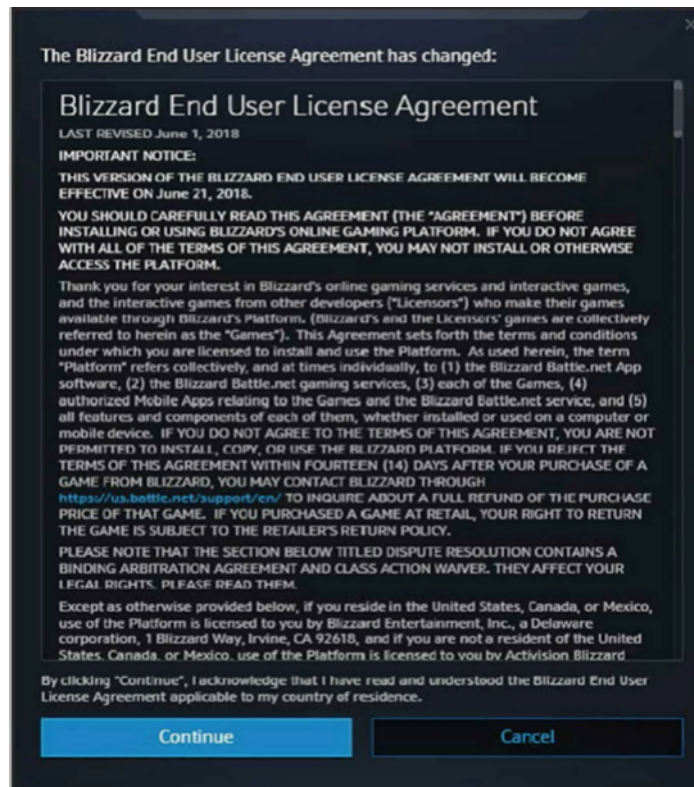 The Blizzard End User License Agreement has changed:
Blizzard End User License Agreement
LAST REVISED June 1, 2018
IMPORTANT NOTICE:
THIS VERSION OF THE BLIZZARD END USER LICENSE AGREEMENT WILL BECOME
EFFECTIVE ON June 21, 2018.
YOU SHOULD CAREFULLY READ THIS AGREEMENT (THE "AGREEMENT") BEFORE
INSTALLING OR USING BLIZZARD'S ONLINE GAMING PLATFORM. IF YOU DO NOT AGREE
WITH ALL OF THE TERMS OF THIS AGREEMENT, YOU MAY NOT INSTALL OR OTHERWISE
ACCESS THE PLATFORM.
Thank you for your interest in Blizzard's online gaming services and interactive games,
and the interactive games from other developers ("Licensors") who make their games
available through Blizzard's Platform. (Blizzard's and the Licensors' games are collectively
referred to herein as the "Games"). This Agreement sets forth the terms and conditions
under which you are licensed to install and use the Platform. As used herein, the term
"Platform" refers collectively, and at times individually, to (1) the Blizzard Battle.net App
software, (2) the Blizzard Battle.net gaming services, (3) each of the Games, (4)
authorized Mobile Apps relating to the Games and the Blizzard Battle.net service, and (5)
all features and components of each of them, whether installed or used on a computer or
mobile device. IF YOU DO NOT AGREE TO THE TERMS OF THIS AGREEMENT, YOU ARE NOT
PERMITTED TO INSTALL, COPY, OR USE THE BLIZZARD PLATFORM. IF YOU REJECT THE
TERMS OF THIS AGREEMENT WITHIN FOURTEEN (14) DAYS AFTER YOUR PURCHASE OF A
GAME FROM BLIZZARD, YOU MAY CONTACT BLIZZARD THROUGH
https://us.battle.net/support/en/ TO INQUIRE ABOUT A FULL REFUND OF THE PURCHASE
PRICE OF THAT GAME. IF YOU PURCHASED A GAME AT RETAIL, YOUR RIGHT TO RETURN
THE GAME IS SUBJECT TO THE RETAILER'S RETURN POLICY.
PLEASE NOTE THAT THE SECTION BELOW TITLED DISPUTE RESOLUTION CONTAINS A
BINDING ARBITRATION AGREEMENT AND CLASS ACTION WAIVER. THEY AFFECT YOUR
LEGAL RIGHTS. PLEASE READ THEM.
Except as otherwise provided below, if you reside in the United States, Canada, or Mexico,
use of the Platform is licensed to you by Blizzard Entertainment, Inc., a Delaware
corporation, 1 Blizzard Way, Irvine, CA 92618, and if you are not a resident of the United
States, Canada, or Mexico, use of the Platform is licensed to you by Activision Blizzard
By clicking "Continue", I acknowledge that I have read and understood the Blizzard End User
License Agreement applicable to my country of residence.
Continue
Cancel